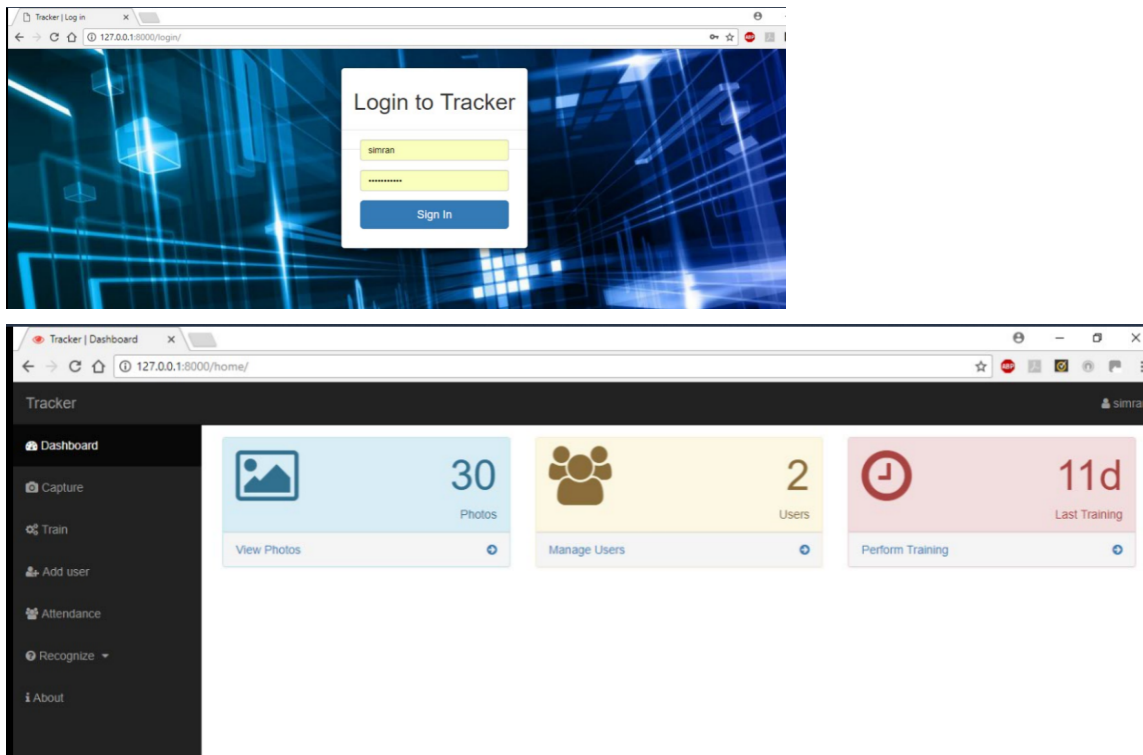 Tracker | Log in
127.0.0.1:8000/login/
Login to Tracker
simran
•••••••••••
Sign In
Tracker | Dashboard
127.0.0.1:8000/home/
Tracker simra
Dashboard
Capture
Train
Add user
Attendance
Recognize
About
30
Photos
View Photos
2
Users
Manage Users
11d
Last Training
Perform Training